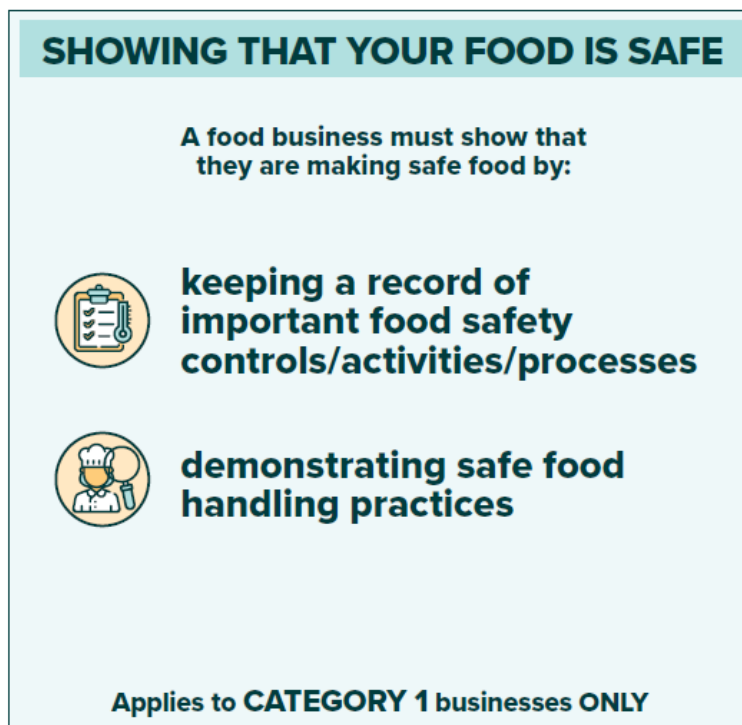 SHOWING THAT YOUR FOOD IS SAFE
A food business must show that
they are making safe food by:
keeping a record of
important food safety
controls/activities/processes
demonstrating safe food
handling practices
Applies to CATEGORY 1 businesses ONLY